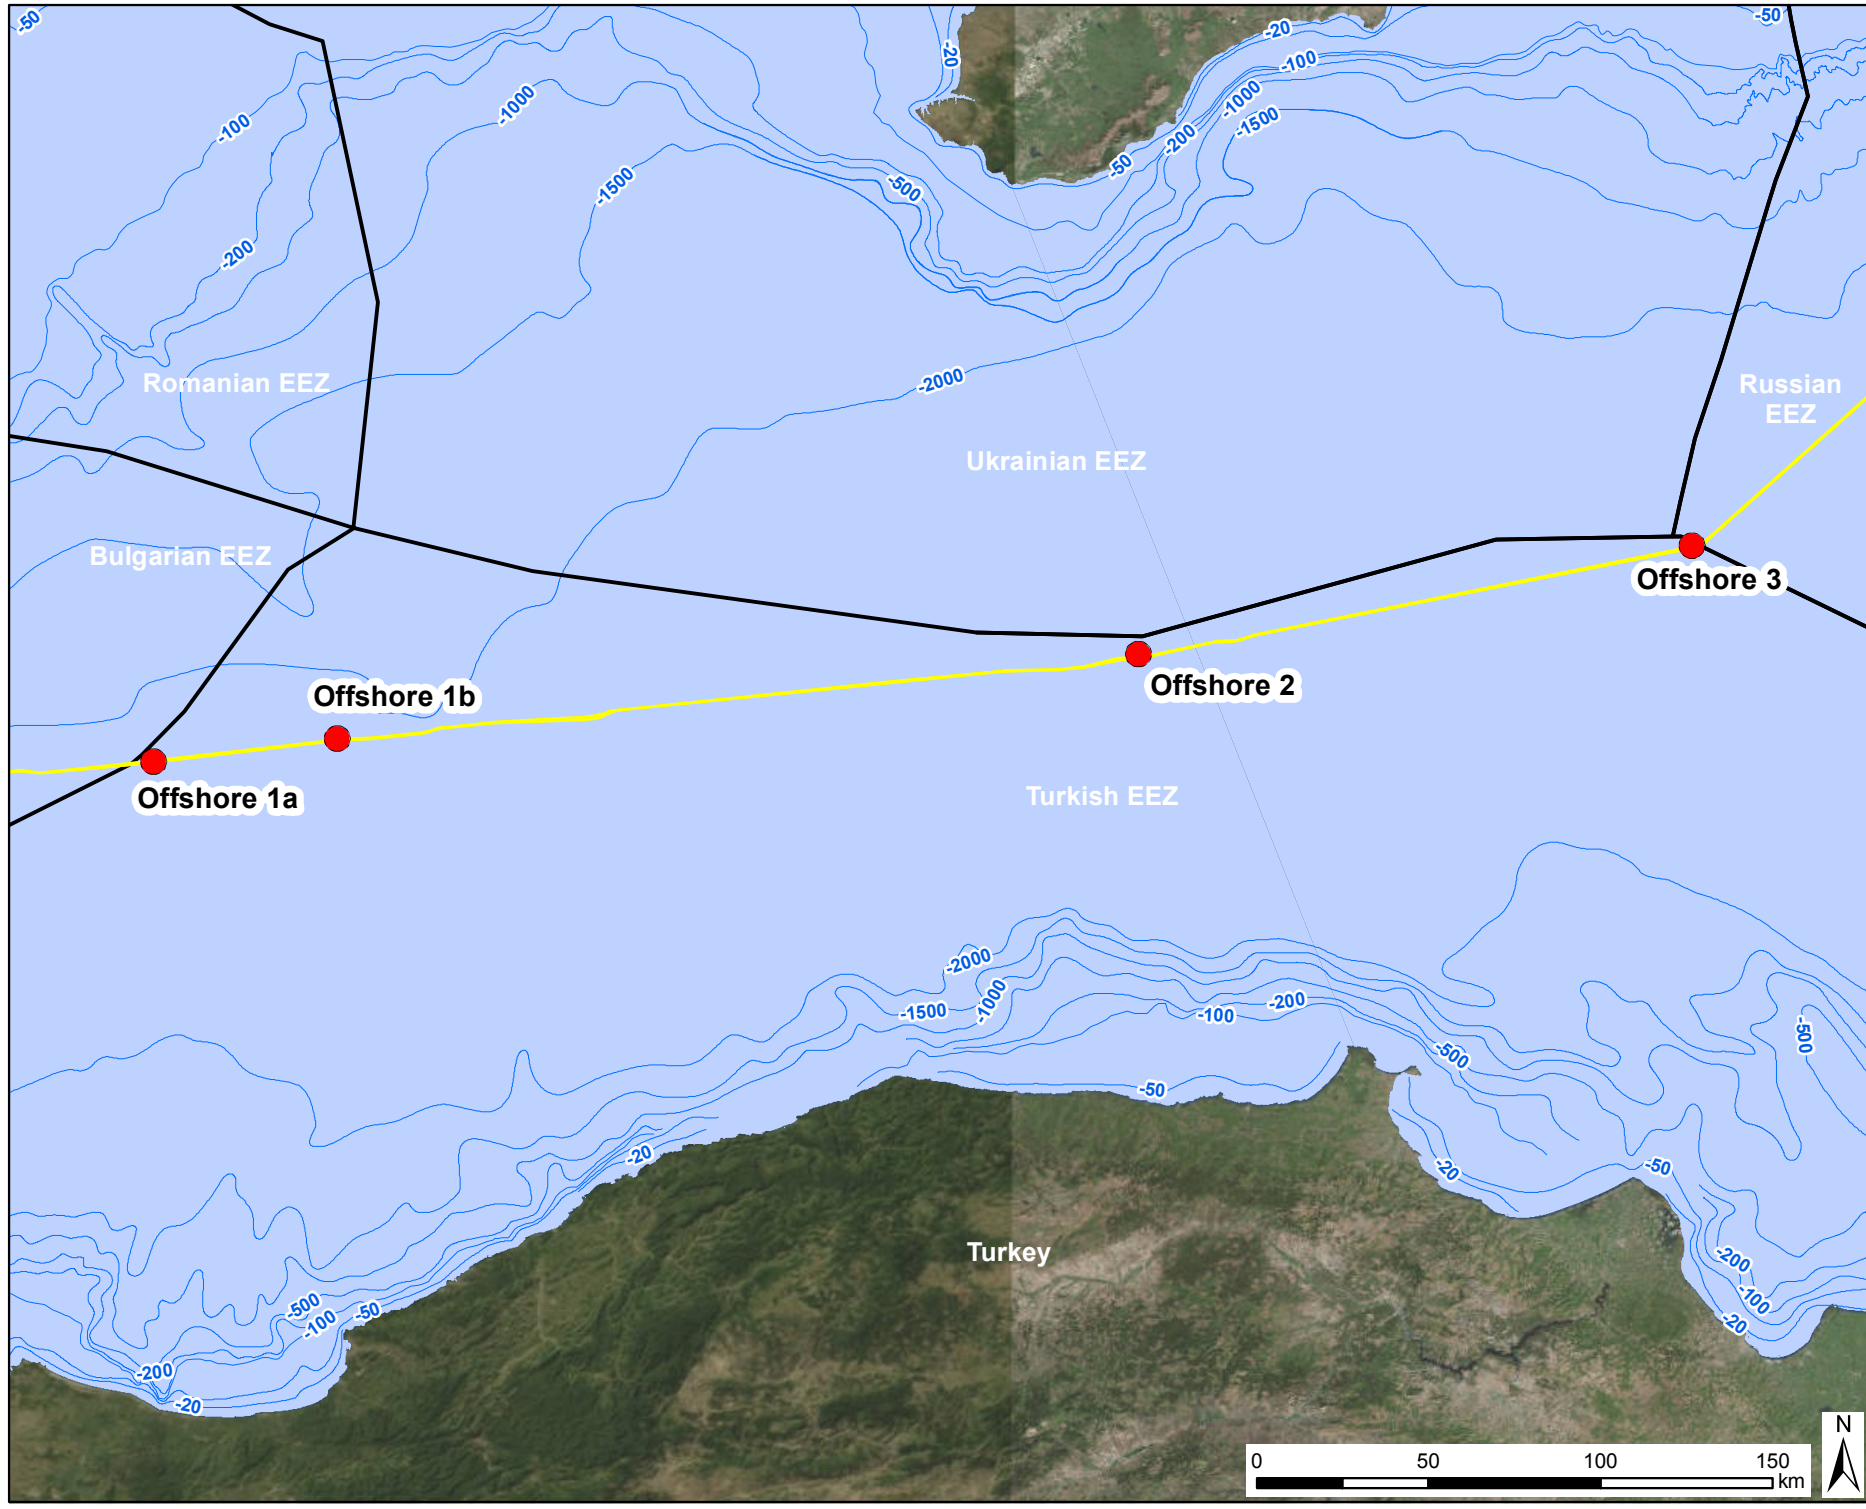 -50
-50
-20
-20
-100
-1000
-1000
-100
-1500
-200
-50
-1500
-500
-200
Romanian EEZ
-2000
Russian
EEZ
Ukrainian EEZ
Bulgarian EEZ
Offshore 3
Offshore 1b
Offshore 2
Offshore 1a
Turkish EEZ
-2000
-1000
-1500
-200
-100
-500
-500
-50
-20
-20
-50
Turkey
-200
-500
-100
-50
-100
-20
-200
-20
N
0 50 100 150
km